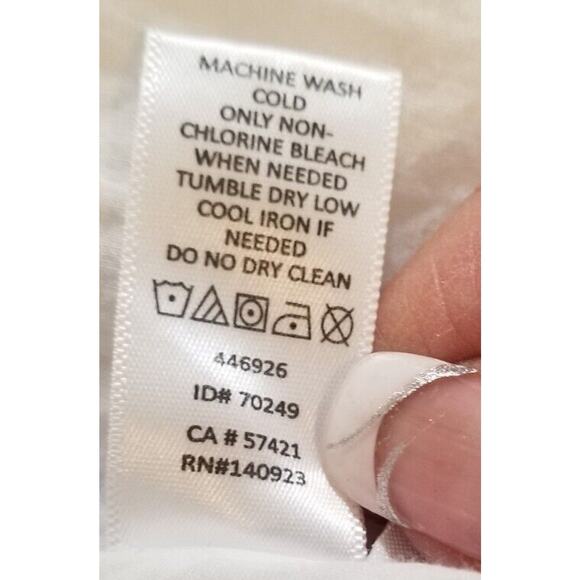 MACHINE WASH
COLD
ONLY NON-
CHLORINE BLEACH
WHEN NEEDED
TUMBLE DRY LOW
COOL IRON IF
NEEDED
DO NO DRY CLEAN
446926
ID# 70249
CA # 57421
RN#140923